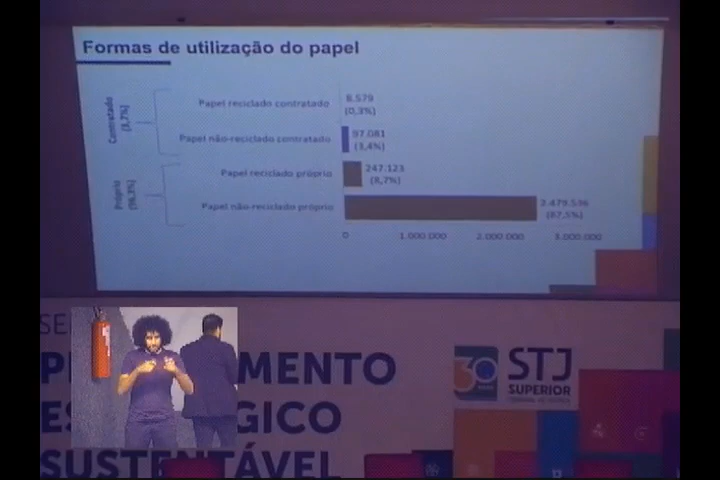 Formas de utilização do papel
Contratado
(3,7%)
Papel reciclado contratado
8.579
(0,3%)
Papel não-reciclado contratado
97.081
(3,4%)
Próprio
(96,3%)
Papel reciclado próprio
247.123
(8,7%)
Papel não-reciclado próprio
2.479.536
(87,5%)
0 1.000.000 2.000.000 3.000.000
SE
P MENTO
ES GICO
SUSTENTÁVEL
30
STJ
SUPERIOR